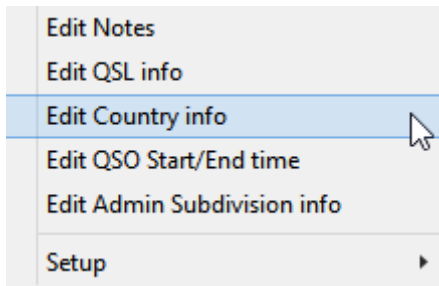 Edit Notes
Edit QSL info
Edit Country info
Edit QSO Start/End time
Edit Admin Subdivision info
Setup